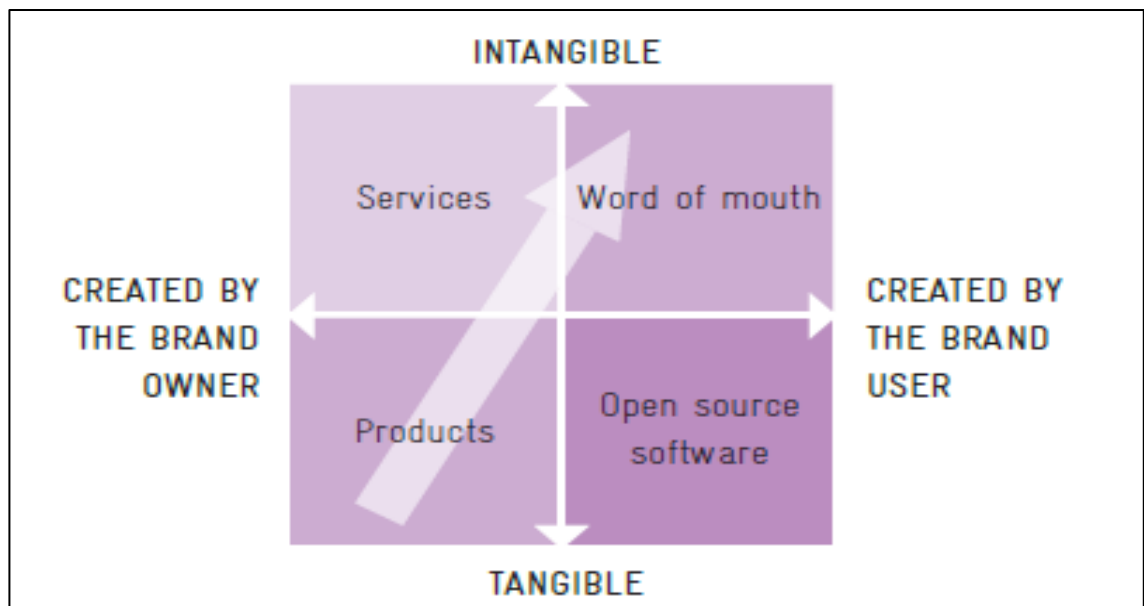 INTANGIBLE
Services
Word of mouth
CREATED BY
THE BRAND
OWNER
CREATED BY
THE BRAND
USER
Products
Open source
software
TANGIBLE